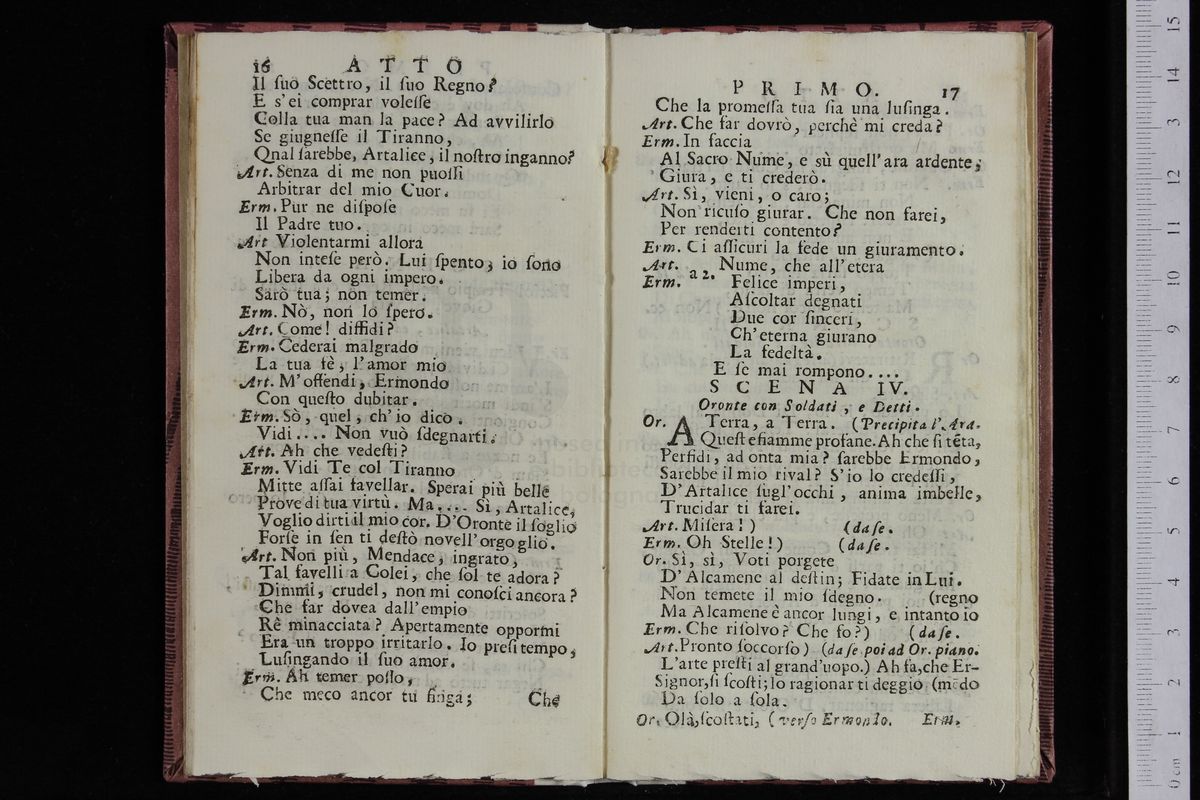 16 A T T O
Il ſuo Scettro, il ſuo Regno?
E s'ei comprar voleſſe
Colla tua man la pace? Ad avvilirlo
Se giugneſſe il Tiranno,
Qnal ſarebbe, Artalice, il noſtro inganno?
Art. Senza di me non puoſſi
Arbitrar del mio Cuor.
Erm. Pur ne diſpoſe
Il Padre tuo.
Art Violentarmi allora
Non inteſe però. Lui ſpento, io ſono
Libera da ogni impero.
Sarò tua; non temer.
Erm. Nò, non lo ſpero.
Art. Come! diffidi?
Erm. Cederai malgrado
La tua fè, l'amor mio
Art. M'offendi, Ermondo
Con queſto dubitar.
Erm. Sò, quel, ch'io dico.
Vidi.... Non vuò ſdegnarti.
Art. Ah che vedeſti?
Erm. Vidi Te col Tiranno
Mitte aſſai favellar. Sperai più belle
Prove di tua virtù. Ma.... Sì, Artalice,
Voglio dirti il mio cor. D'Oronte il ſoglio
Forſe in ſen ti deſtò novell'orgoglio.
Art. Non più, Mendace, ingrato,
Tal favelli a Colei, che ſol te adora?
Dimmi, crudel, non mi conoſci ancora?
Che far dovea dall'empio
Rè minacciata? Apertamente oppormi
Era un troppo irritarlo. Io preſi tempo,
Luſingando il ſuo amor.
Erm. Ah temer poſſo,
Che meco ancor tu finga; Che
P R I M O. 17
Che la promeſſa tua ſia una luſinga.
Art. Che far dovrò, perchè mi creda?
Erm. In faccia
Al Sacro Nume, e sù quell'ara ardente,
Giura, e ti crederò.
Art. Sì, vieni, o caro;
Non ricuſo giurar. Che non farei,
Per renderti contento?
Erm. Ci aſſicuri la fede un giuramento.
Art. a 2. Nume, che all'etera
Erm. Felice imperi,
Aſcoltar degnati
Due cor ſinceri,
Ch'eterna giurano
La fedeltà.
E ſe mai rompono....
S C E N A IV.
Oronte con Soldati, e Detti.
Or. A Terra, a Terra. (Precipita l'Ara.
Queſt efiamme profane. Ah che ſi tẽta,
Perfidi, ad onta mia? ſarebbe Ermondo,
Sarebbe il mio rival? S'io lo credeſſi,
D'Artalice ſugl'occhi, anima imbelle,
Trucidar ti farei.
Art. Miſera!) (da ſe.
Erm. Oh Stelle!) (da ſe.
Or. Sì, sì, Voti porgete
D'Alcamene al deſtin; Fidate in Lui.
Non temete il mio ſdegno. (regno
Ma Alcamene è ancor lungi, e intanto io
Erm. Che riſolvo? Che fo?) (da ſe.
Art. Pronto ſoccorſo) (da ſe poi ad Or. piano.
L'arte preſti al grand'uopo.) Ah fa, che Er-
Signor, ſi ſcoſti; Io ragionar ti deggio (mõdo
Da ſolo a ſola.
Or. Olà, ſcoſtati, (verſo Ermondo. Erm.